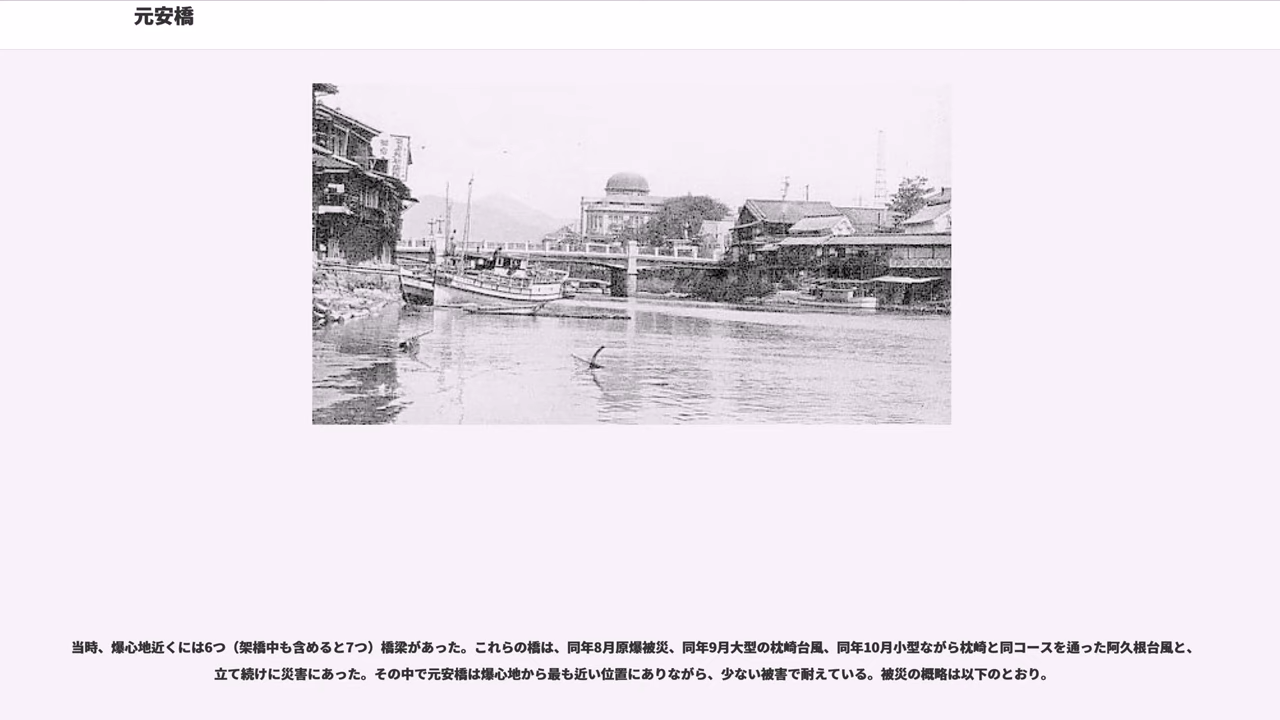 元安橋
当時、爆心地近くには6つ（架橋中も含めると7つ）橋梁があった。これらの橋は、同年8月原爆被災、同年9月大型の枕崎台風、同年10月小型ながら枕崎と同コースを通った阿久根台風と、
立て続けに災害にあった。その中で元安橋は爆心地から最も近い位置にありながら、少ない被害で耐えている。被災の概略は以下のとおり。